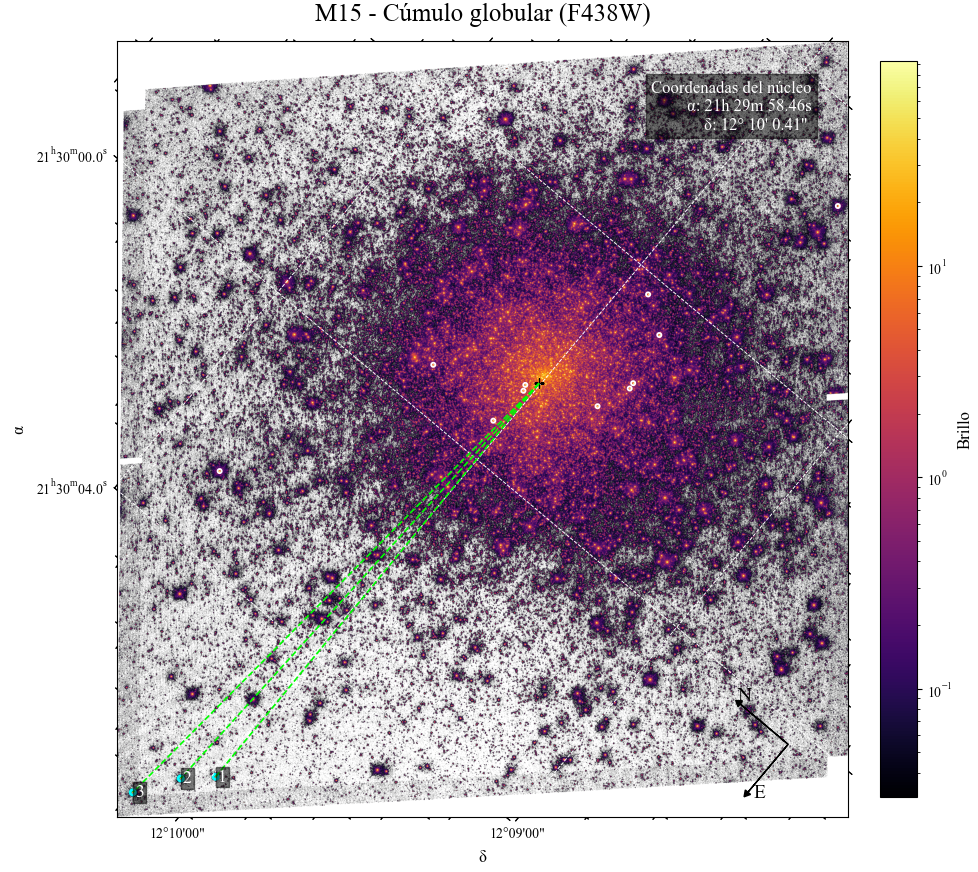 M15 - Cúmulo globular (F438W)
Coordenadas del núcleo
α: 21h 29m 58.46s
δ: 12° 10' 0.41"
21ʰ30ᵐ00.0ˢ
α
21ʰ30ᵐ04.0ˢ
10¹
10⁰
10⁻¹
Brillo
N
E
3
2
1
12°10'00"
12°09'00"
δ